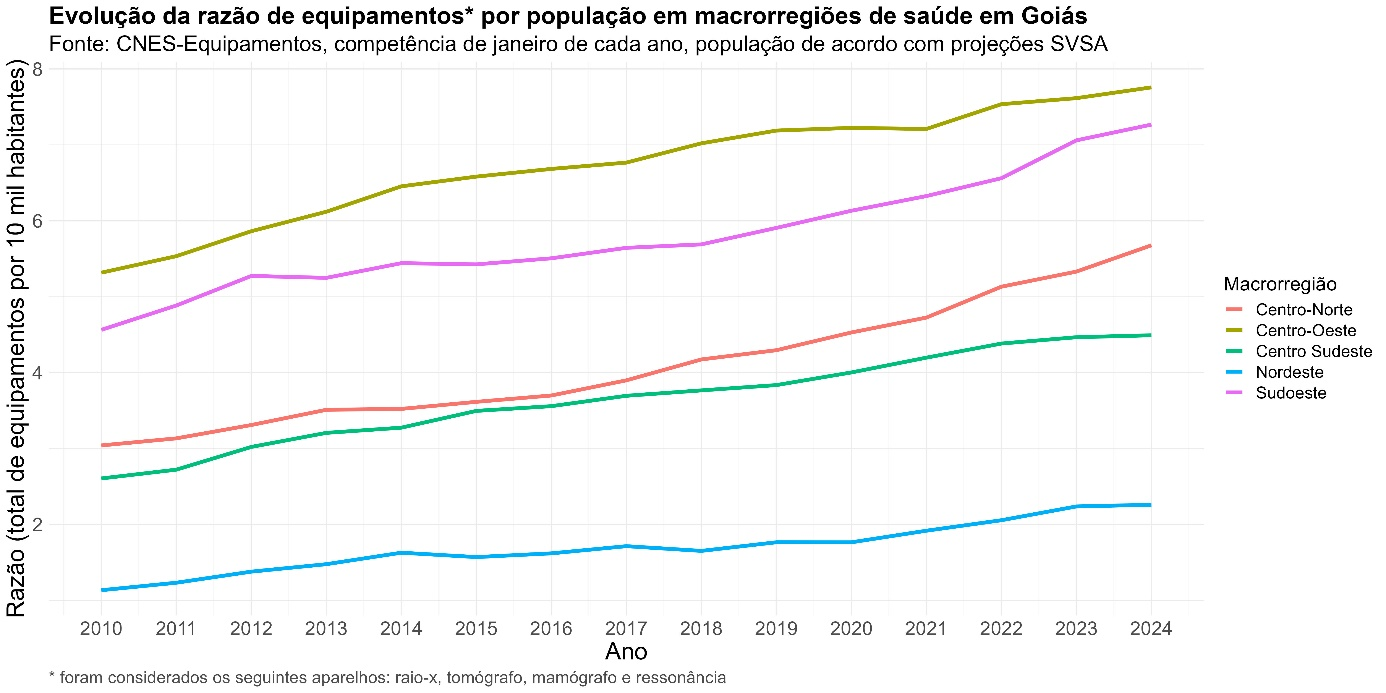 Evolução da razão de equipamentos* por população em macrorregiões de saúde em Goiás
Fonte: CNES-Equipamentos, competência de janeiro de cada ano, população de acordo com projeções SVSA
Razão (total de equipamentos por 10 mil habitantes)
8
6
4
2
2010 2011 2012 2013 2014 2015 2016 2017 2018 2019 2020 2021 2022 2023 2024
Ano
Macrorregião
Centro-Norte
Centro-Oeste
Centro Sudeste
Nordeste
Sudoeste
* foram considerados os seguintes aparelhos: raio-x, tomógrafo, mamógrafo e ressonância